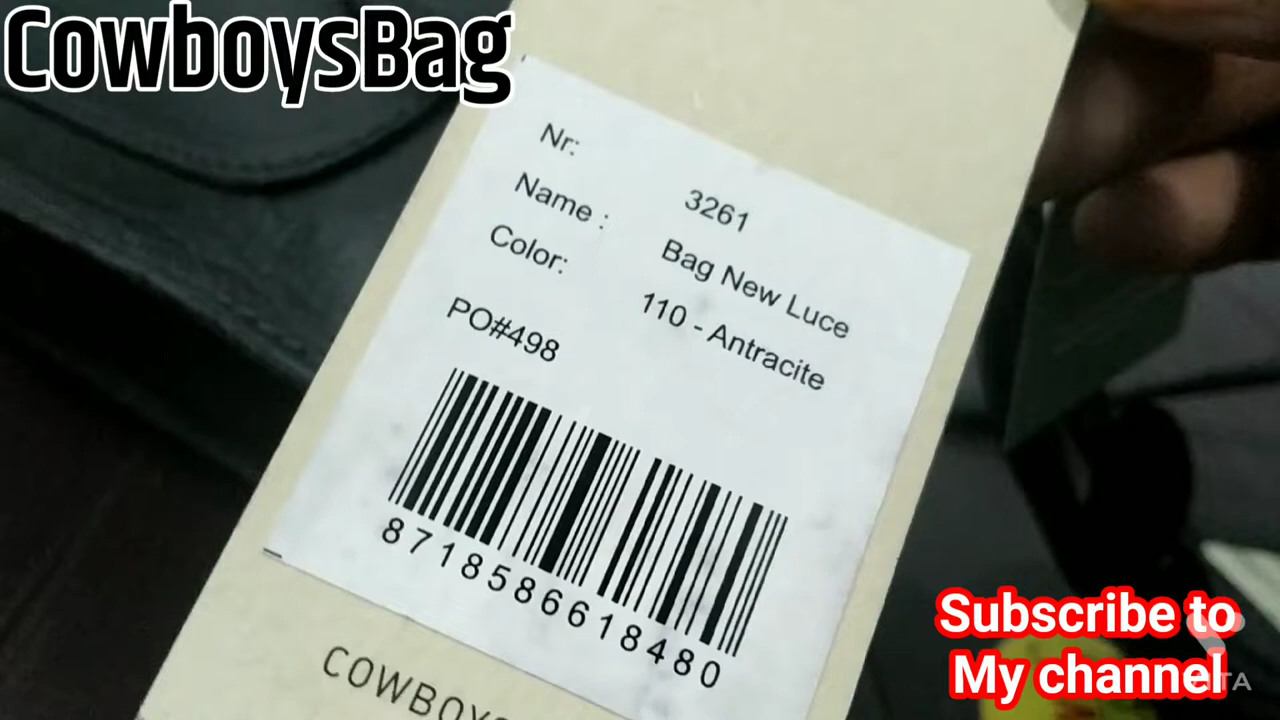 CowboysBag
Nr: 3261
Name : Bag New Luce
Color: 110 - Antracite
PO#498
8718586618480
COWBOYS
Subscribe to
My channel